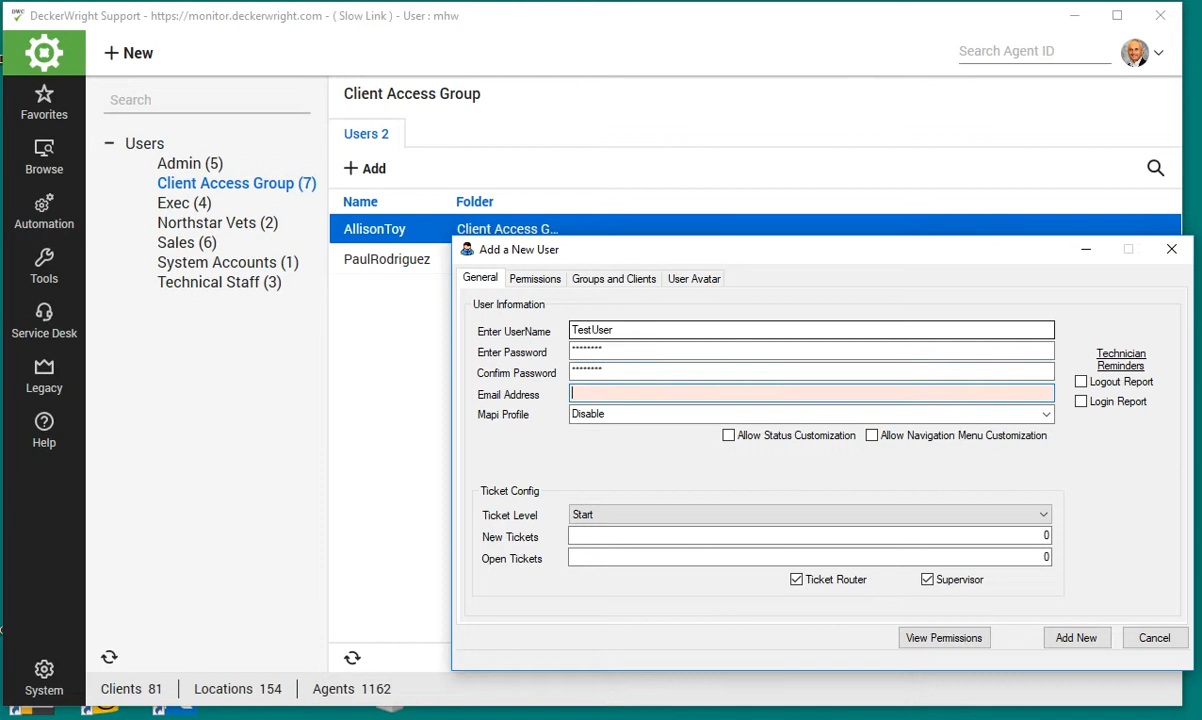 DWC
DeckerWright Support - https://monitor.deckerwright.com - ( Slow Link ) - User : mhw
+ New
Search Agent ID
Favorites
Browse
Automation
Tools
Service Desk
Legacy
Help
System
Search
Users
Admin (5)
Client Access Group (7)
Exec (4)
Northstar Vets (2)
Sales (6)
System Accounts (1)
Technical Staff (3)
Client Access Group
Users 2
+ Add
Name Folder
AllisonToy Client Access G...
PaulRodriguez
Add a New User
General Permissions Groups and Clients User Avatar
User Information
Enter UserName TestUser
Enter Password ********
Confirm Password ********
Email Address
Mapi Profile Disable
Technician
Reminders
Logout Report
Login Report
Allow Status Customization Allow Navigation Menu Customization
Ticket Config
Ticket Level Start
New Tickets 0
Open Tickets 0
Ticket Router Supervisor
View Permissions Add New Cancel
Clients 81 Locations 154 Agents 1162